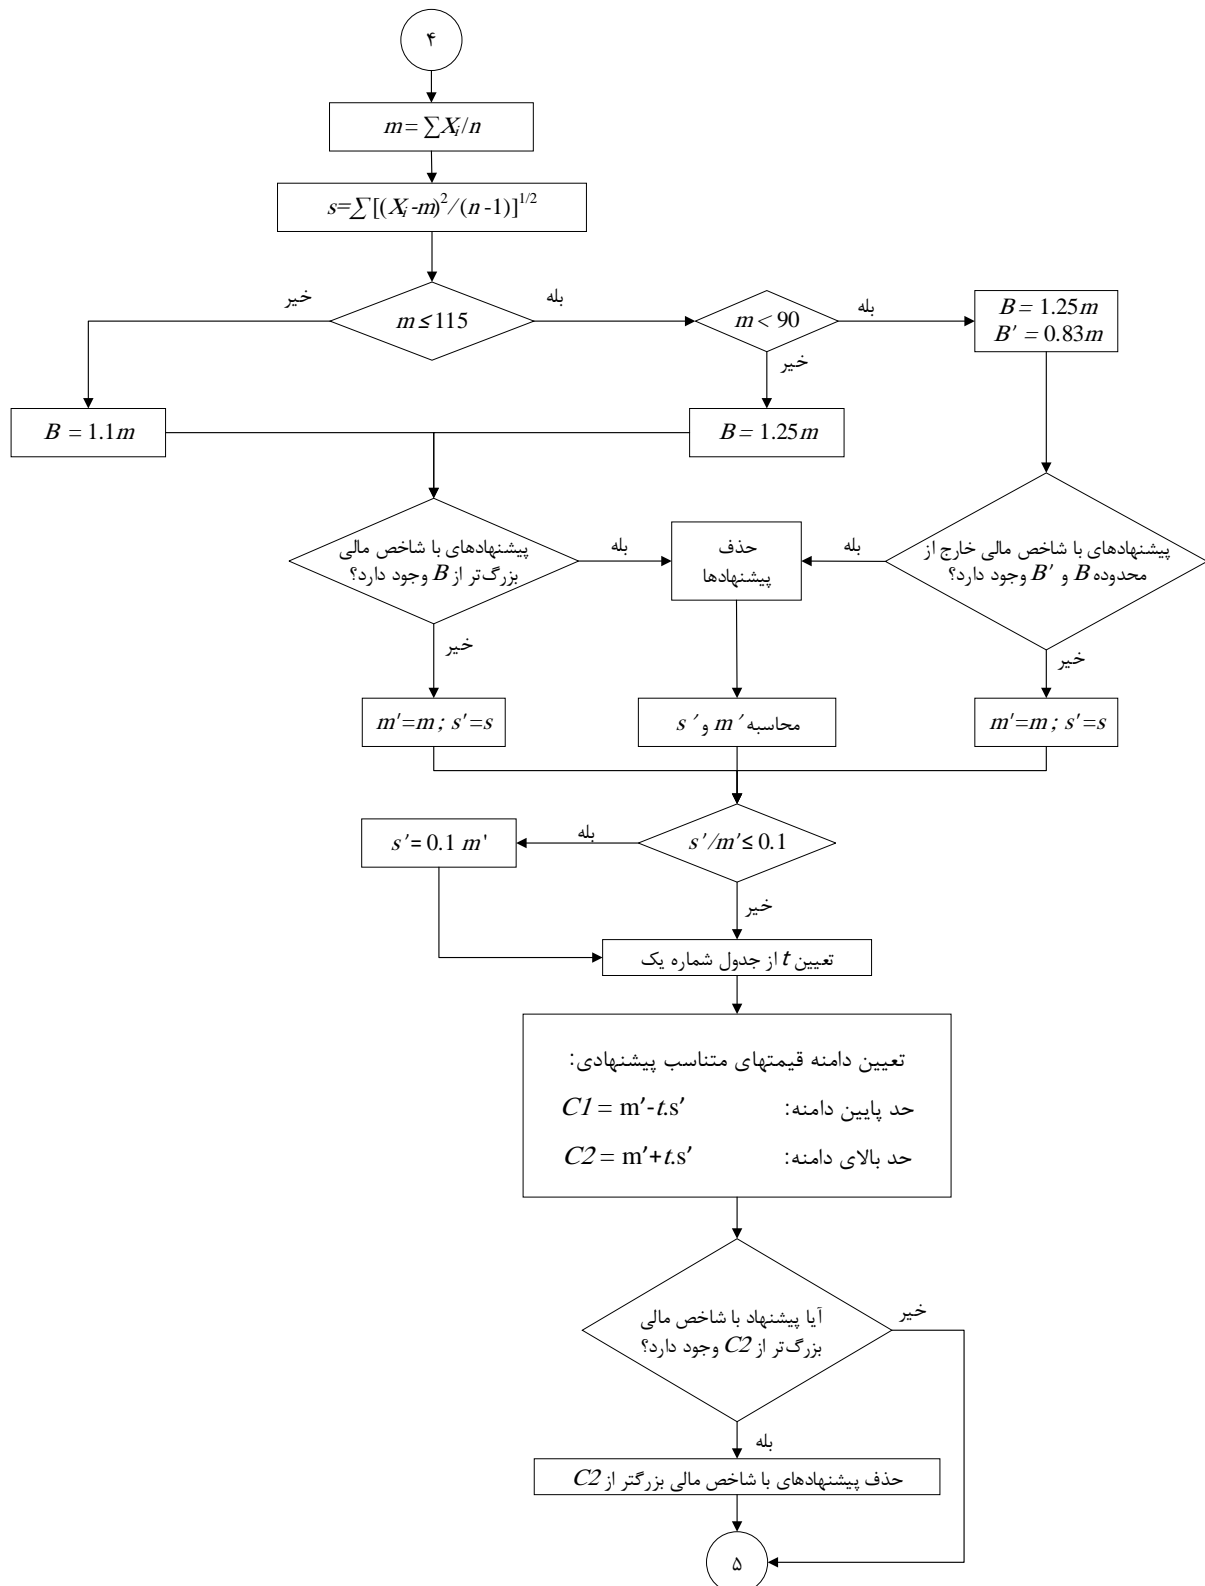 ۴
m = ∑Xi/n
s=∑[(Xi-m)²/(n-1)]^1/2
خیر
m ≤ 115
بله
m < 90
بله
B = 1.25m
B′ = 0.83m
خیر
B = 1.1m
B = 1.25m
پیشنهادهای با شاخص مالی
بزرگ‌تر از B وجود دارد؟
بله
حذف
پیشنهادها
بله
پیشنهادهای با شاخص مالی خارج از
محدوده B و B′ وجود دارد؟
خیر
خیر
m′=m ; s′=s
محاسبه m′ و s′
m′=m ; s′=s
s′= 0.1 m'
بله
s′/m′≤ 0.1
خیر
تعیین t از جدول شماره یک
تعیین دامنه قیمتهای متناسب پیشنهادی:
حد پایین دامنه: C1 = m′-t.s′
حد بالای دامنه: C2 = m′+t.s′
آیا پیشنهاد با شاخص مالی
بزرگ‌تر از C2 وجود دارد؟
خیر
بله
حذف پیشنهادهای با شاخص مالی بزرگتر از C2
۵